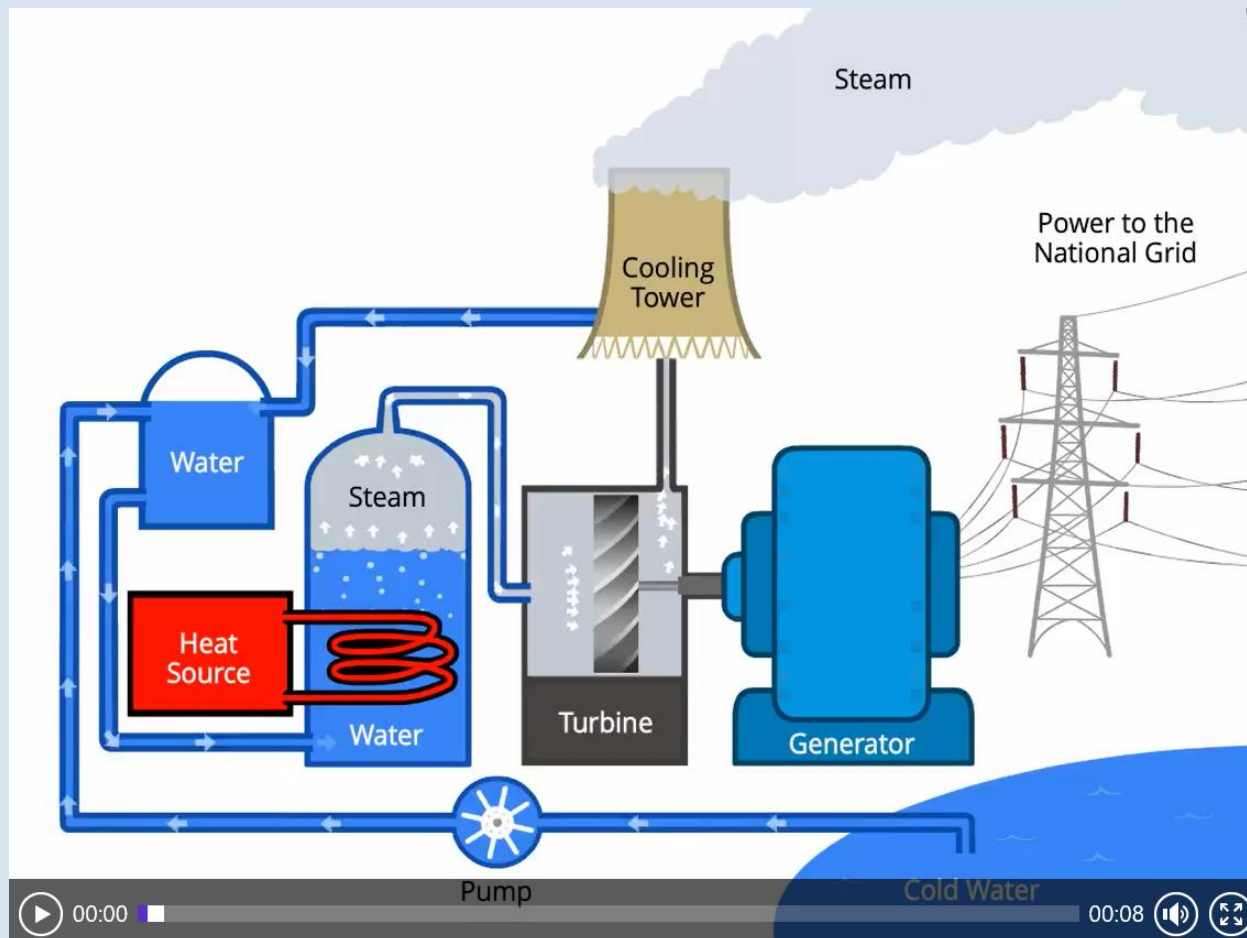 Steam
Power to the
National Grid
Cooling
Tower
Water
Steam
Heat
Source
Water
Turbine
Generator
Pump
Cold Water
00:00
00:08